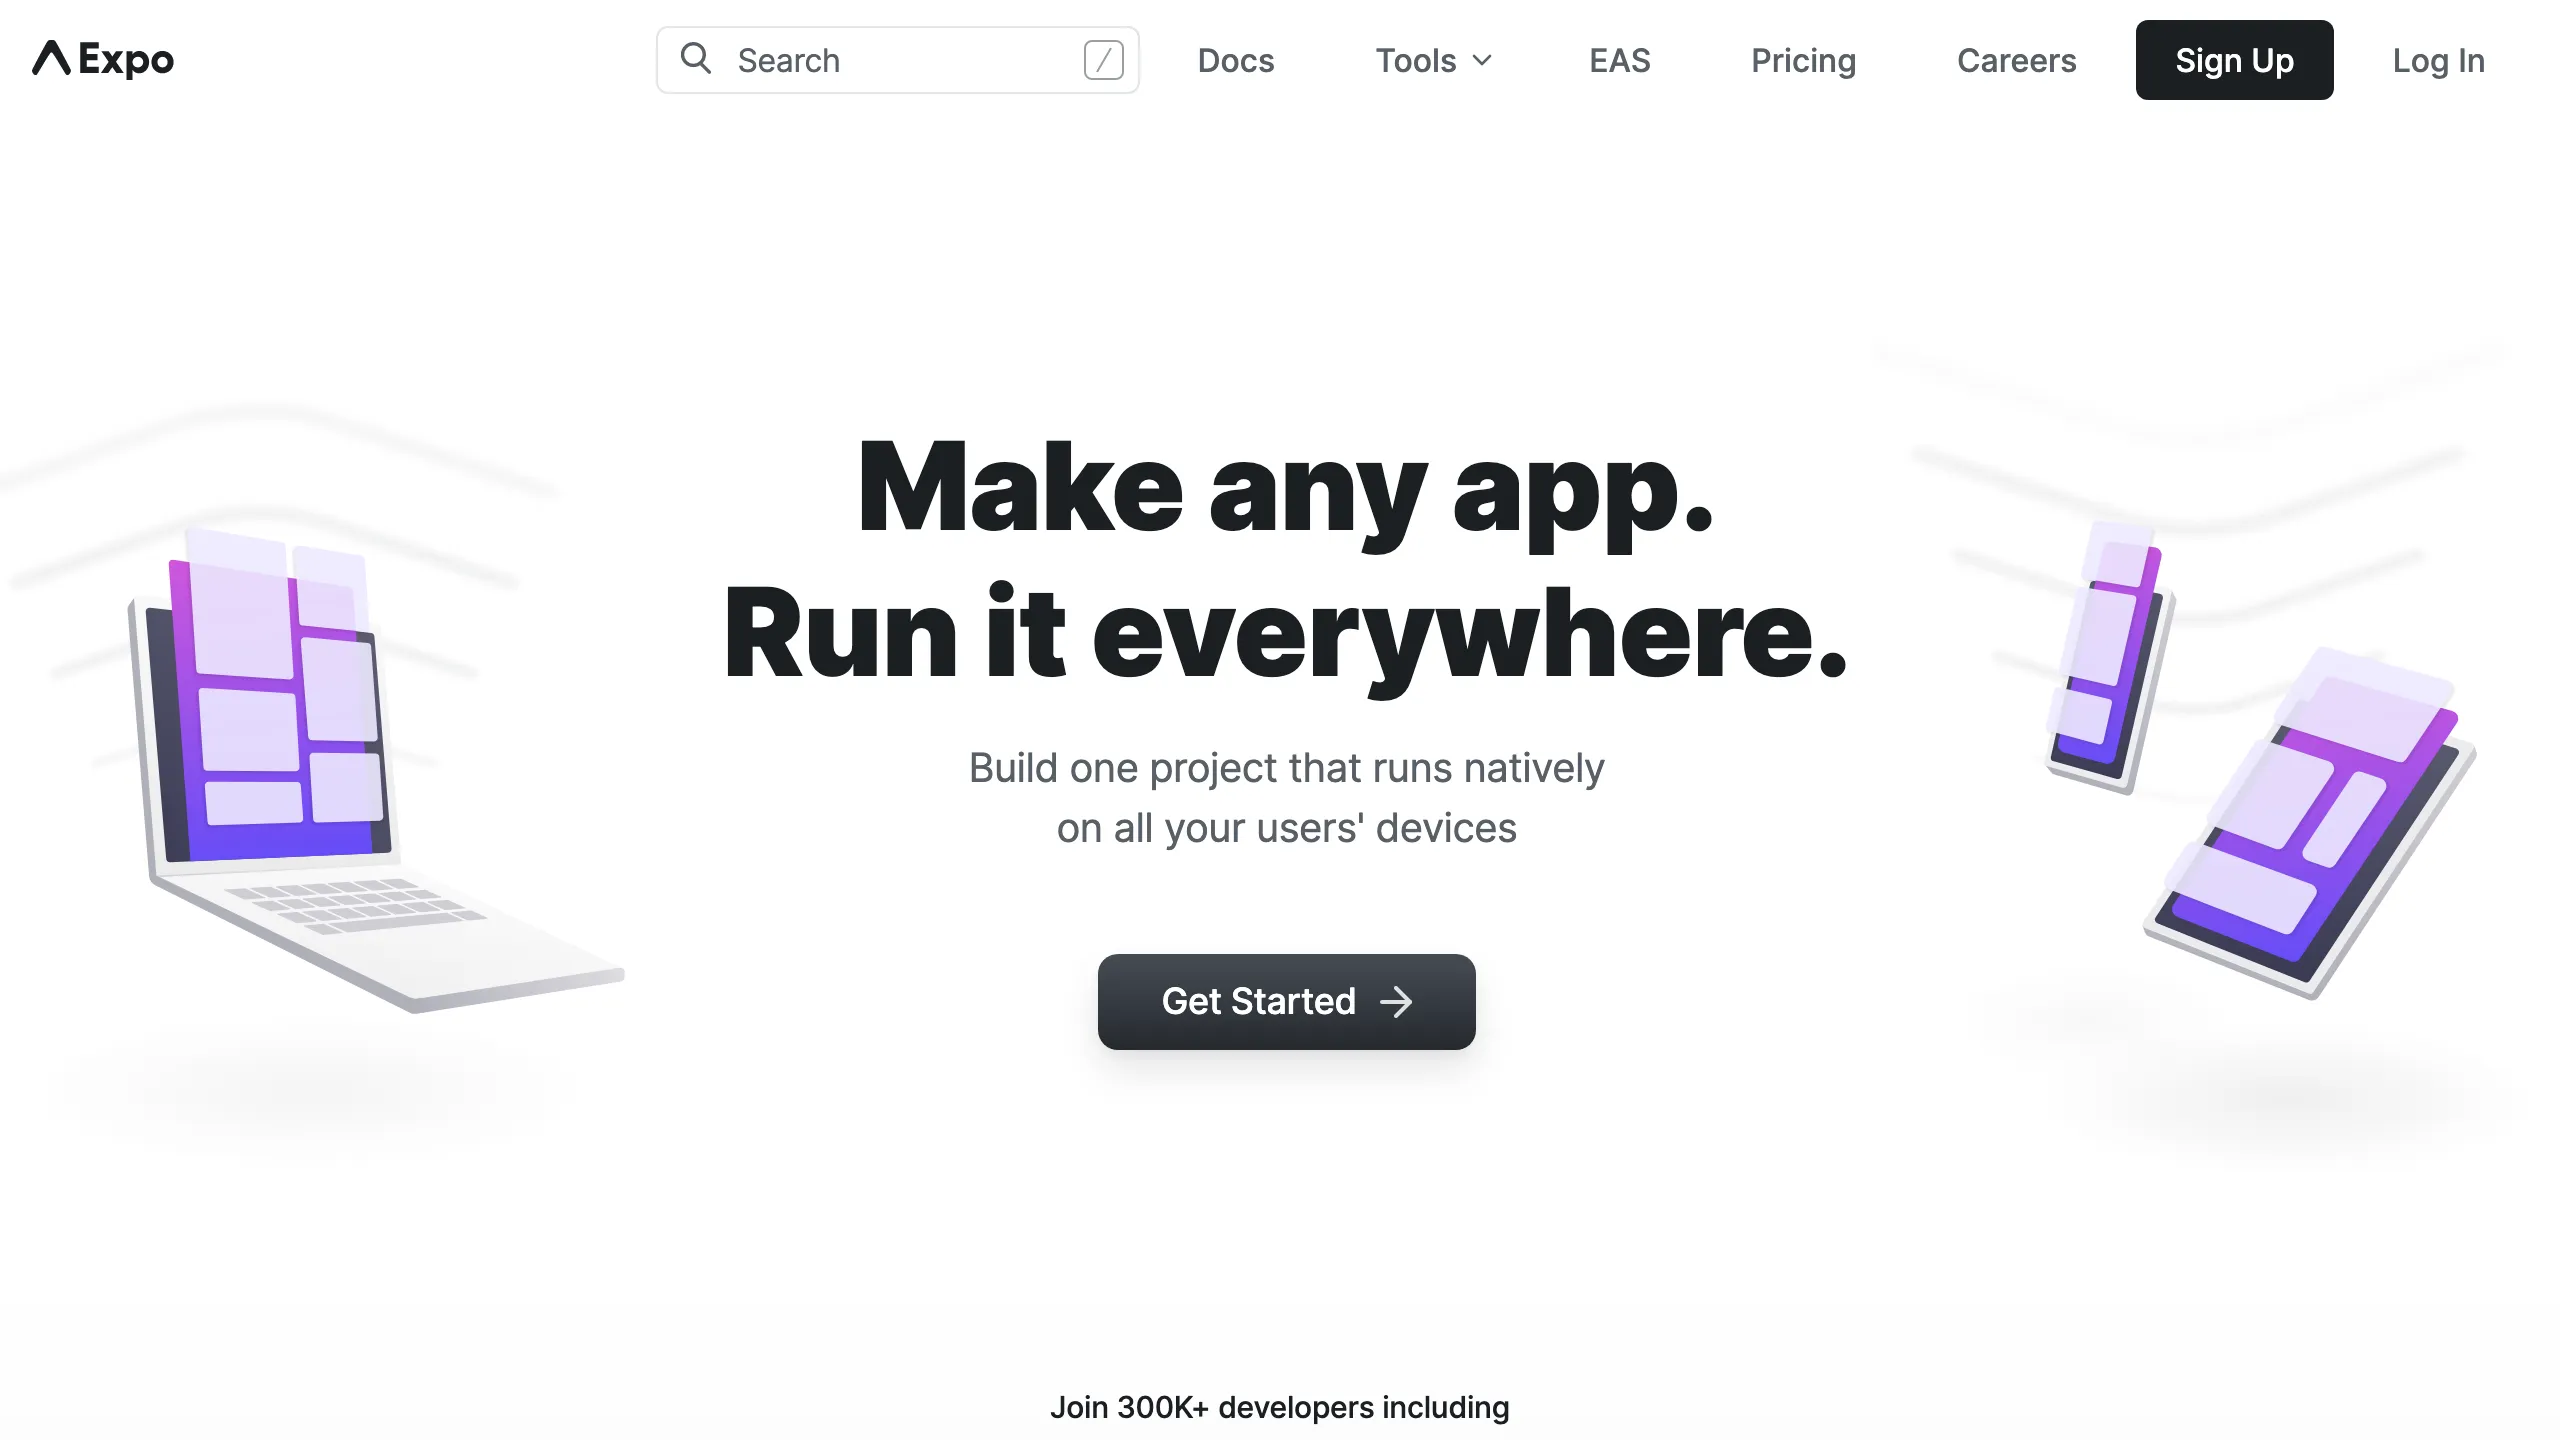 Expo
Search /
Docs
Tools
EAS
Pricing
Careers
Sign Up
Log In
Make any app.
Run it everywhere.
Build one project that runs natively
on all your users' devices
Get Started
Join 300K+ developers including